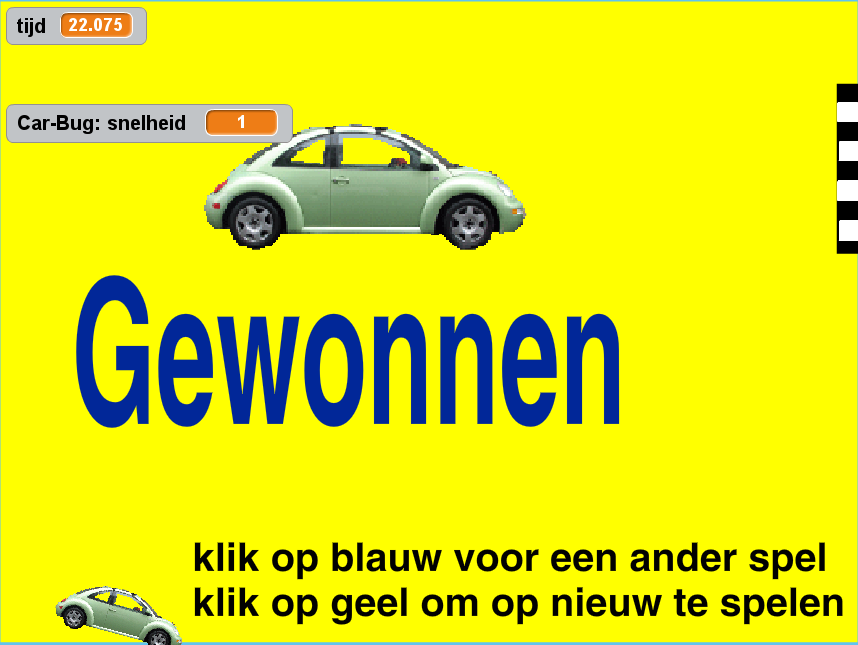 tijd 22.075
Car-Bug: snelheid 1
Gewonnen
klik op blauw voor een ander spel
klik op geel om op nieuw te spelen